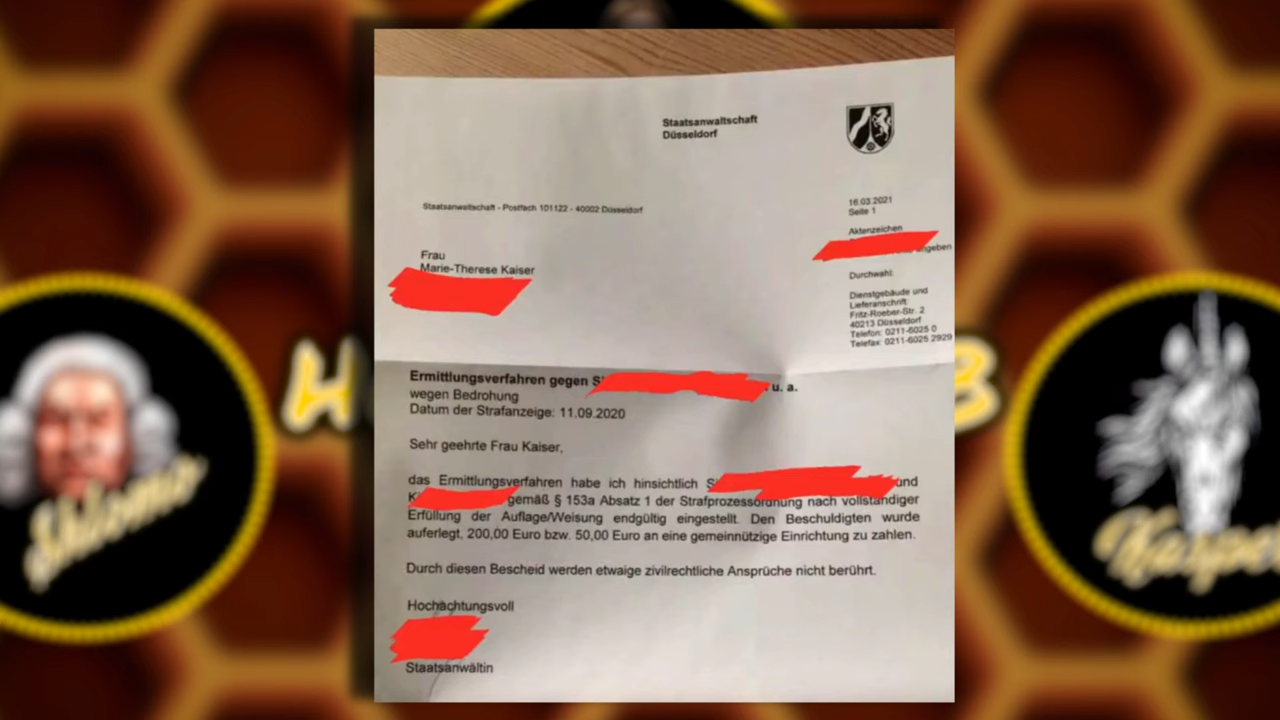 Staatsanwaltschaft
Düsseldorf
Staatsanwaltschaft - Postfach 101122 - 40002 Düsseldorf
16.03.2021
Seite 1
Aktenzeichen
angeben
Frau
Marie-Therese Kaiser
Durchwahl:
Dienstgebäude und
Lieferanschrift:
Fritz-Roeber-Str. 2
40213 Düsseldorf
Telefon: 0211-6025 0
Telefax: 0211-6025 2929
Ermittlungsverfahren gegen S u. a.
wegen Bedrohung
Datum der Strafanzeige: 11.09.2020
Sehr geehrte Frau Kaiser,
das Ermittlungsverfahren habe ich hinsichtlich S und
K gemäß § 153a Absatz 1 der Strafprozessordnung nach vollständiger
Erfüllung der Auflage/Weisung endgültig eingestellt. Den Beschuldigten wurde
auferlegt, 200,00 Euro bzw. 50,00 Euro an eine gemeinnützige Einrichtung zu zahlen.
Durch diesen Bescheid werden etwaige zivilrechtliche Ansprüche nicht berührt.
Hochachtungsvoll
Staatsanwältin
H
B
Shlomo
Kasper